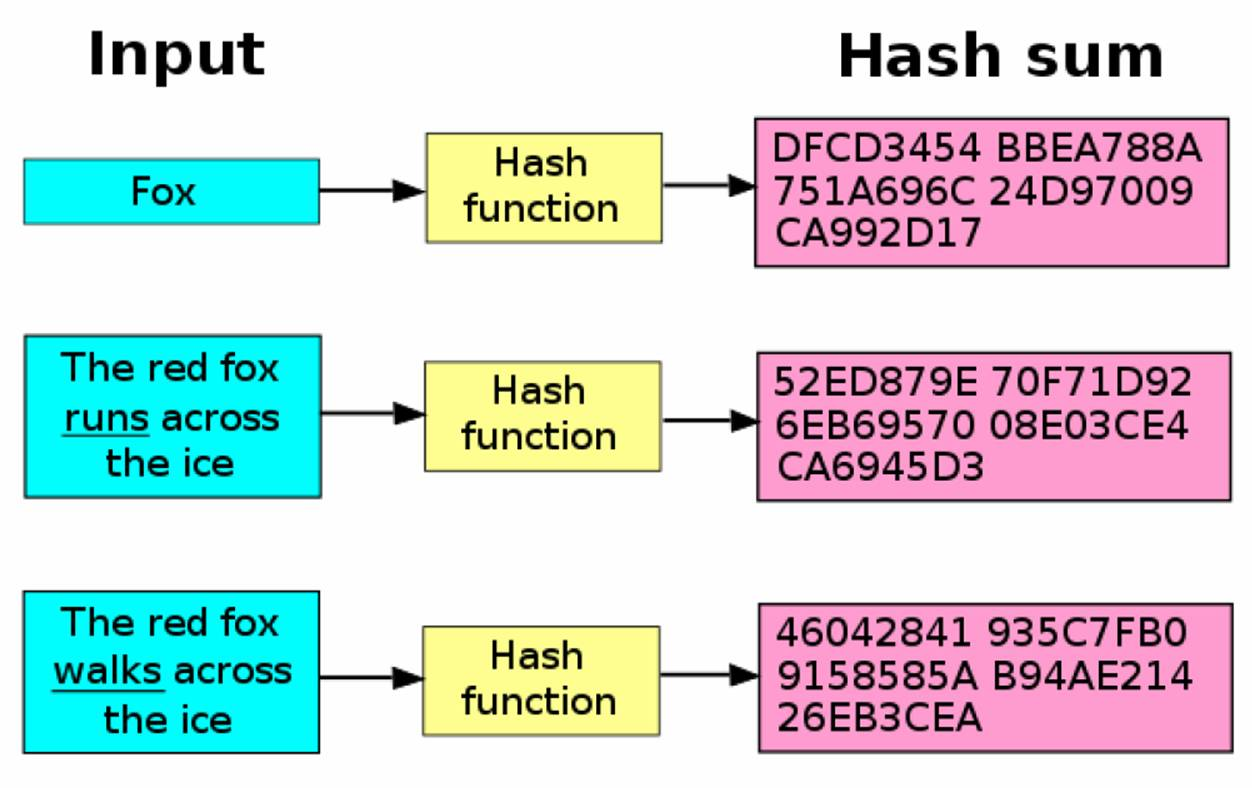 Input
Hash sum
Fox
Hash
function
DFCD3454 BBEA788A
751A696C 24D97009
CA992D17
The red fox
runs across
the ice
Hash
function
52ED879E 70F71D92
6EB69570 08E03CE4
CA6945D3
The red fox
walks across
the ice
Hash
function
46042841 935C7FB0
9158585A B94AE214
26EB3CEA